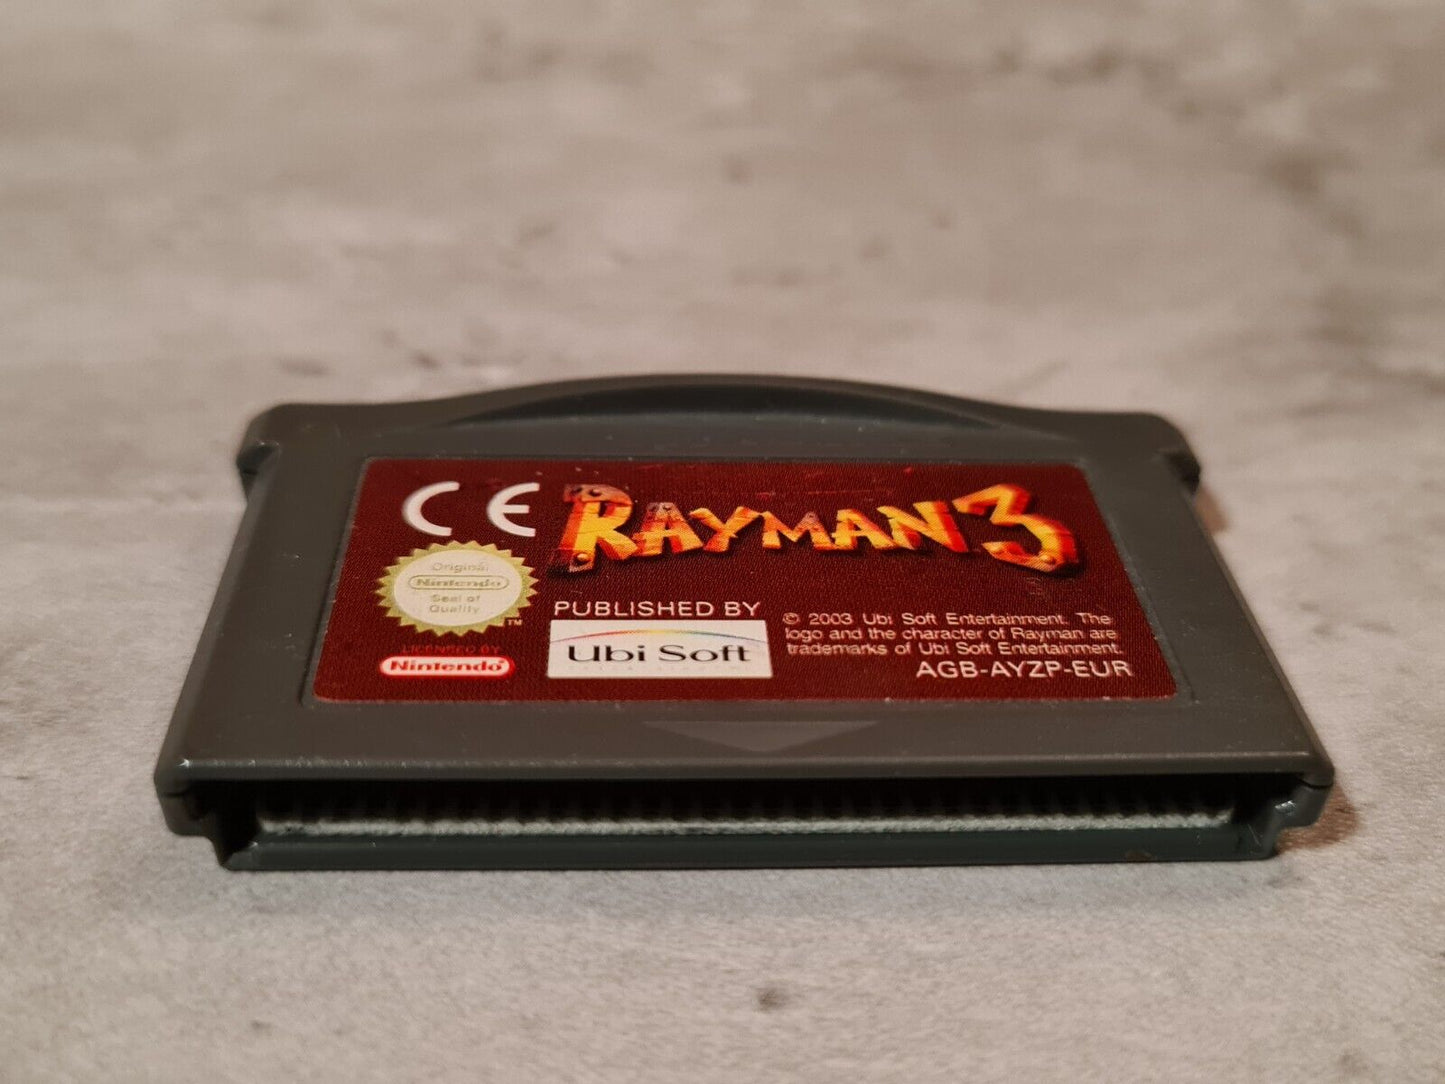 CE
RAYMAN 3
Original
Nintendo
Seal of
Quality
TM
LICENSED BY
Nintendo
PUBLISHED BY
Ubi Soft
© 2003 Ubi Soft Entertainment. The
logo and the character of Rayman are
trademarks of Ubi Soft Entertainment.
AGB-AYZP-EUR